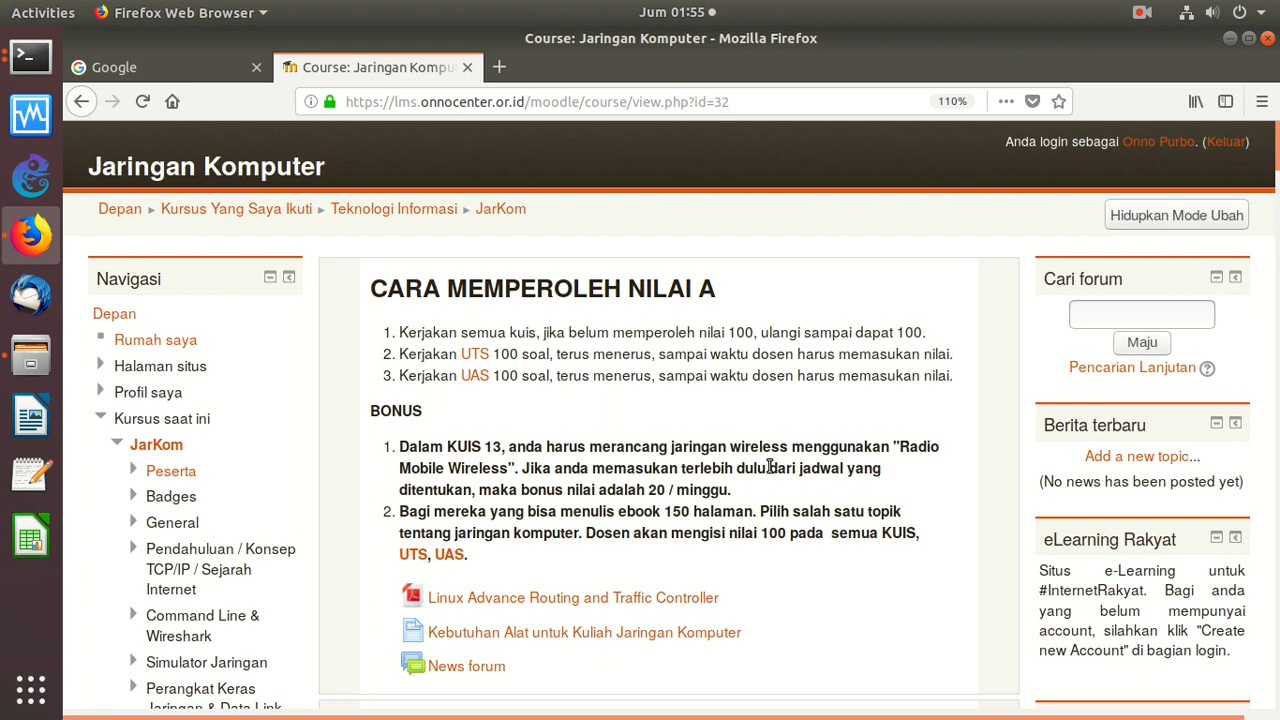 Activities
Firefox Web Browser
Jum 01:55
Course: Jaringan Komputer - Mozilla Firefox
Google
Course: Jaringan Kompu
https://lms.onnocenter.or.id/moodle/course/view.php?id=32
110%
Anda login sebagai Onno Purbo. (Keluar)
Jaringan Komputer
Depan ▸ Kursus Yang Saya Ikuti ▸ Teknologi Informasi ▸ JarKom
Hidupkan Mode Ubah
Navigasi
Depan
Rumah saya
Halaman situs
Profil saya
Kursus saat ini
JarKom
Peserta
Badges
General
Pendahuluan / Konsep
TCP/IP / Sejarah
Internet
Command Line &
Wireshark
Simulator Jaringan
Perangkat Keras
Jaringan & Data Link
CARA MEMPEROLEH NILAI A
1. Kerjakan semua kuis, jika belum memperoleh nilai 100, ulangi sampai dapat 100.
2. Kerjakan UTS 100 soal, terus menerus, sampai waktu dosen harus memasukan nilai.
3. Kerjakan UAS 100 soal, terus menerus, sampai waktu dosen harus memasukan nilai.
BONUS
1. Dalam KUIS 13, anda harus merancang jaringan wireless menggunakan "Radio
Mobile Wireless". Jika anda memasukan terlebih dulu dari jadwal yang
ditentukan, maka bonus nilai adalah 20 / minggu.
2. Bagi mereka yang bisa menulis ebook 150 halaman. Pilih salah satu topik
tentang jaringan komputer. Dosen akan mengisi nilai 100 pada semua KUIS,
UTS, UAS.
Linux Advance Routing and Traffic Controller
Kebutuhan Alat untuk Kuliah Jaringan Komputer
News forum
Cari forum
Maju
Pencarian Lanjutan
Berita terbaru
Add a new topic...
(No news has been posted yet)
eLearning Rakyat
Situs e-Learning untuk
#InternetRakyat. Bagi anda
yang belum mempunyai
account, silahkan klik "Create
new Account" di bagian login.